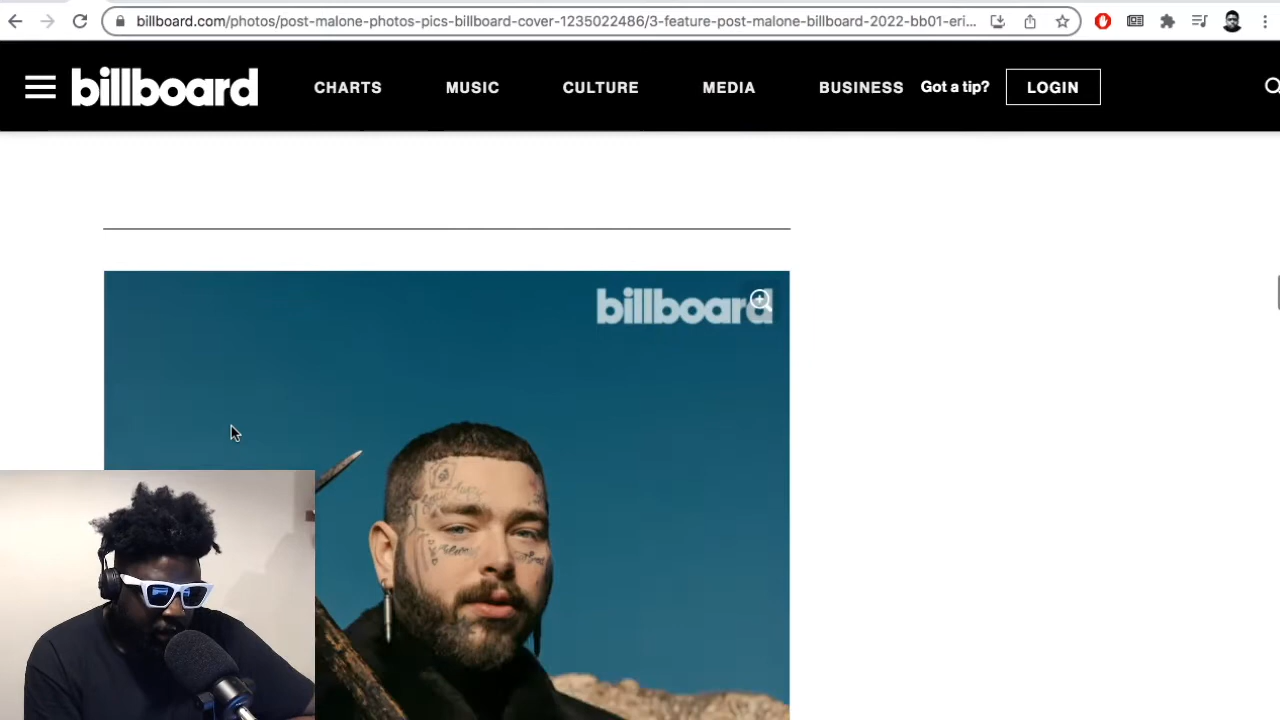 billboard.com/photos/post-malone-photos-pics-billboard-cover-1235022486/3-feature-post-malone-billboard-2022-bb01-eri...
billboard CHARTS MUSIC CULTURE MEDIA BUSINESS Got a tip? LOGIN
billboard